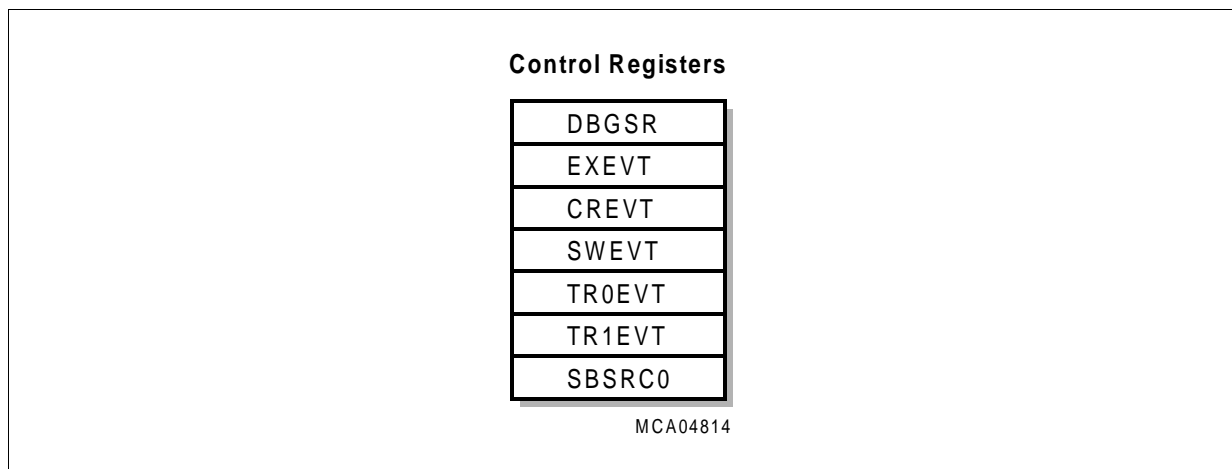 Control Registers
DBGSR
EXEVT
CREVT
SWEVT
TR0EVT
TR1EVT
SBSRC0
MCA04814